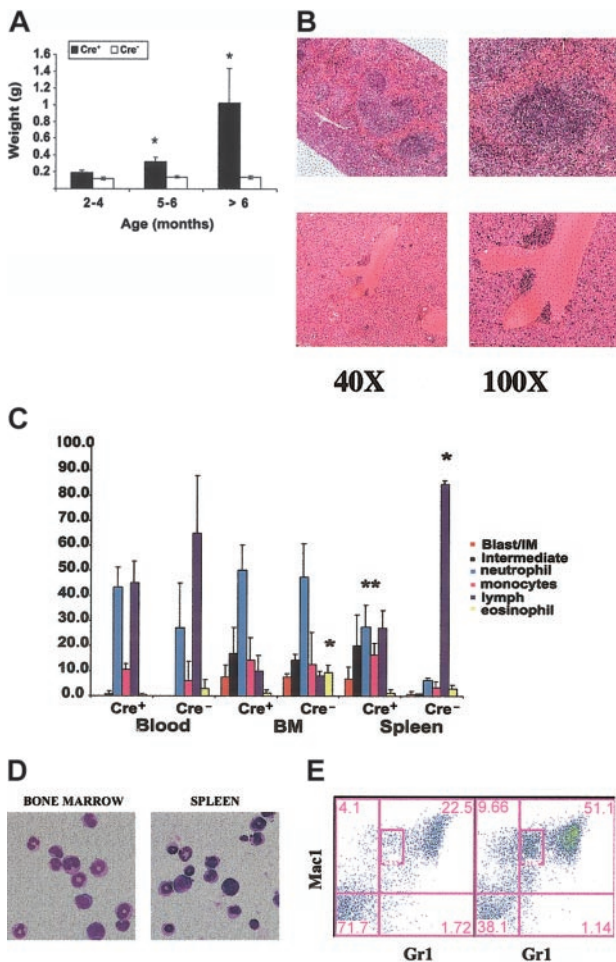 A
Cre+ Cre-
Weight (g)
1.6
1.4
1.2
1.0
0.8
0.6
0.4
0.2
*
*
2-4 5-6 > 6
Age (months)
B
40X 100X
C
100.0
90.0
80.0
70.0
60.0
50.0
40.0
30.0
20.0
10.0
0.0
*
**
*
Blast/IM
intermediate
neutrophil
monocytes
lymph
eosinophil
Cre+ Cre- Cre+ Cre- Cre+ Cre-
Blood BM Spleen
D
BONE MARROW SPLEEN
E
Mac1
4.1 22.5 9.66 51.1
71.7 1.72 38.1 1.14
Gr1 Gr1